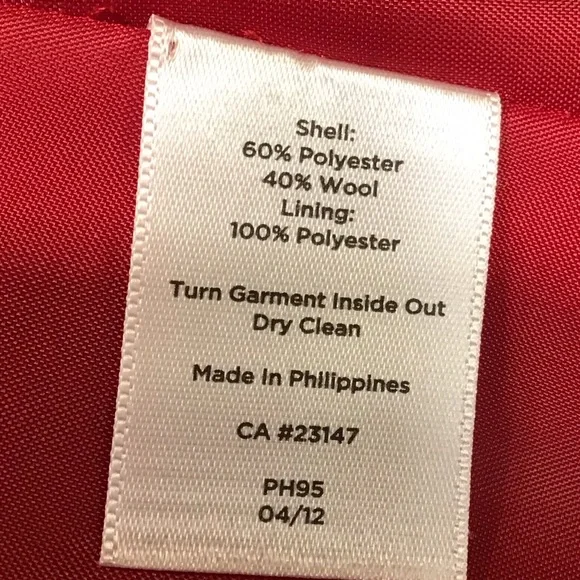 Shell:
60% Polyester
40% Wool
Lining:
100% Polyester
Turn Garment Inside Out
Dry Clean
Made In Philippines
CA #23147
PH95
04/12